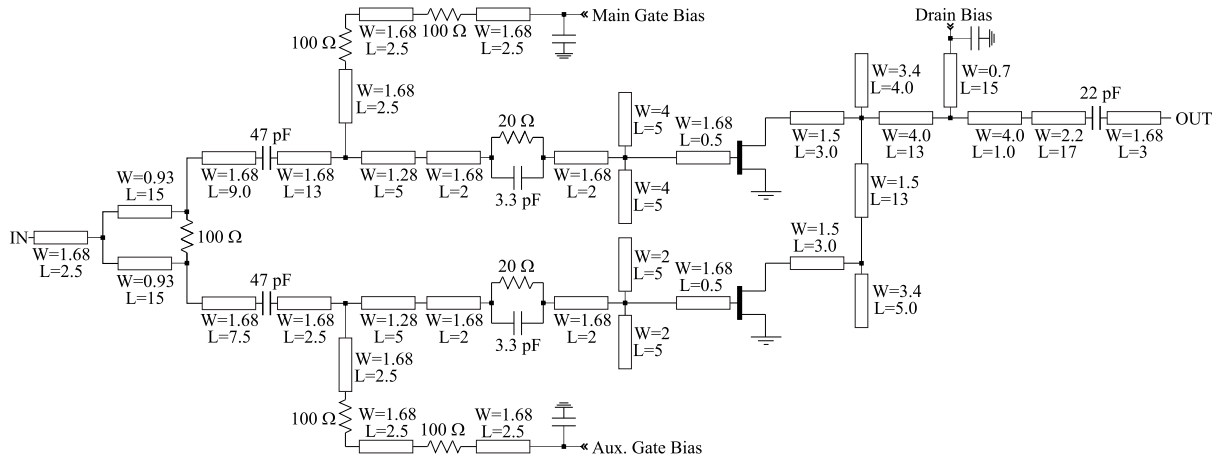 W=1.68
L=2.5
100 Ω
W=1.68
L=2.5
Main Gate Bias
100 Ω
W=1.68
L=2.5
Drain Bias
W=3.4
L=4.0
W=0.7
L=15
47 pF
W=1.68
L=9.0
W=1.68
L=13
W=1.28
L=5
W=1.68
L=2
20 Ω
3.3 pF
W=1.68
L=2
W=4
L=5
W=4
L=5
W=1.68
L=0.5
W=1.5
L=3.0
W=4.0
L=13
W=4.0
L=1.0
W=2.2
L=17
22 pF
W=1.68
L=3
OUT
W=1.5
L=13
IN
W=1.68
L=2.5
W=0.93
L=15
100 Ω
W=0.93
L=15
47 pF
W=1.68
L=7.5
W=1.68
L=2.5
W=1.28
L=5
W=1.68
L=2
20 Ω
3.3 pF
W=1.68
L=2
W=2
L=5
W=2
L=5
W=1.68
L=0.5
W=1.5
L=3.0
W=3.4
L=5.0
W=1.68
L=2.5
100 Ω
W=1.68
L=2.5
100 Ω
W=1.68
L=2.5
Aux. Gate Bias